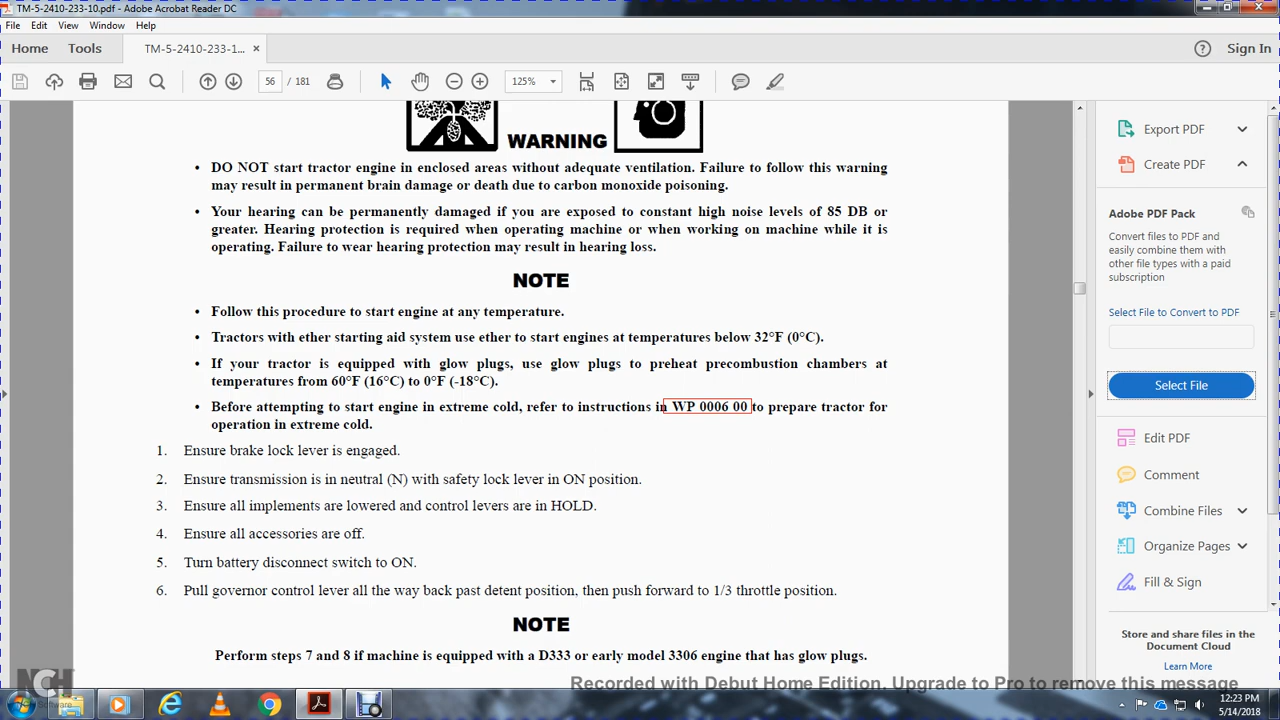 TM-5-2410-233-10.pdf - Adobe Acrobat Reader DC
File Edit View Window Help
Home Tools TM-5-2410-233-1... × Sign In
56 / 181 125%
WARNING
• DO NOT start tractor engine in enclosed areas without adequate ventilation. Failure to follow this warning
may result in permanent brain damage or death due to carbon monoxide poisoning.
• Your hearing can be permanently damaged if you are exposed to constant high noise levels of 85 DB or
greater. Hearing protection is required when operating machine or when working on machine while it is
operating. Failure to wear hearing protection may result in hearing loss.
NOTE
• Follow this procedure to start engine at any temperature.
• Tractors with ether starting aid system use ether to start engines at temperatures below 32°F (0°C).
• If your tractor is equipped with glow plugs, use glow plugs to preheat precombustion chambers at
temperatures from 60°F (16°C) to 0°F (-18°C).
• Before attempting to start engine in extreme cold, refer to instructions in WP 0006 00 to prepare tractor for
operation in extreme cold.
1. Ensure brake lock lever is engaged.
2. Ensure transmission is in neutral (N) with safety lock lever in ON position.
3. Ensure all implements are lowered and control levers are in HOLD.
4. Ensure all accessories are off.
5. Turn battery disconnect switch to ON.
6. Pull governor control lever all the way back past detent position, then push forward to 1/3 throttle position.
NOTE
Perform steps 7 and 8 if machine is equipped with a D333 or early model 3306 engine that has glow plugs.
Export PDF
Create PDF
Adobe PDF Pack
Convert files to PDF and
easily combine them with
other file types with a paid
subscription
Select File to Convert to PDF
Select File
Edit PDF
Comment
Combine Files
Organize Pages
Fill & Sign
Store and share files in the
Document Cloud
Learn More
NCH
Software
Recorded with Debut Home Edition. Upgrade to Pro to remove this message
12:23 PM
5/14/2018